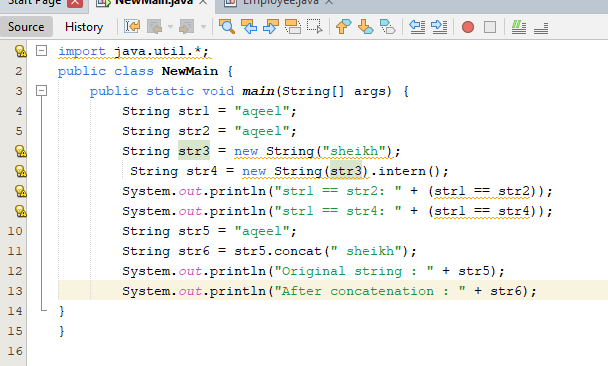 Start Page NewMain.java Employee.java
Source History
1 import java.util.*;
2 public class NewMain {
3 public static void main(String[] args) {
4 String str1 = "aqeel";
5 String str2 = "aqeel";
String str3 = new String("sheikh");
String str4 = new String(str3).intern();
System.out.println("str1 == str2: " + (str1 == str2));
System.out.println("str1 == str4: " + (str1 == str4));
10 String str5 = "aqeel";
11 String str6 = str5.concat(" sheikh");
12 System.out.println("Original string : " + str5);
13 System.out.println("After concatenation : " + str6);
14 }
15 }
16